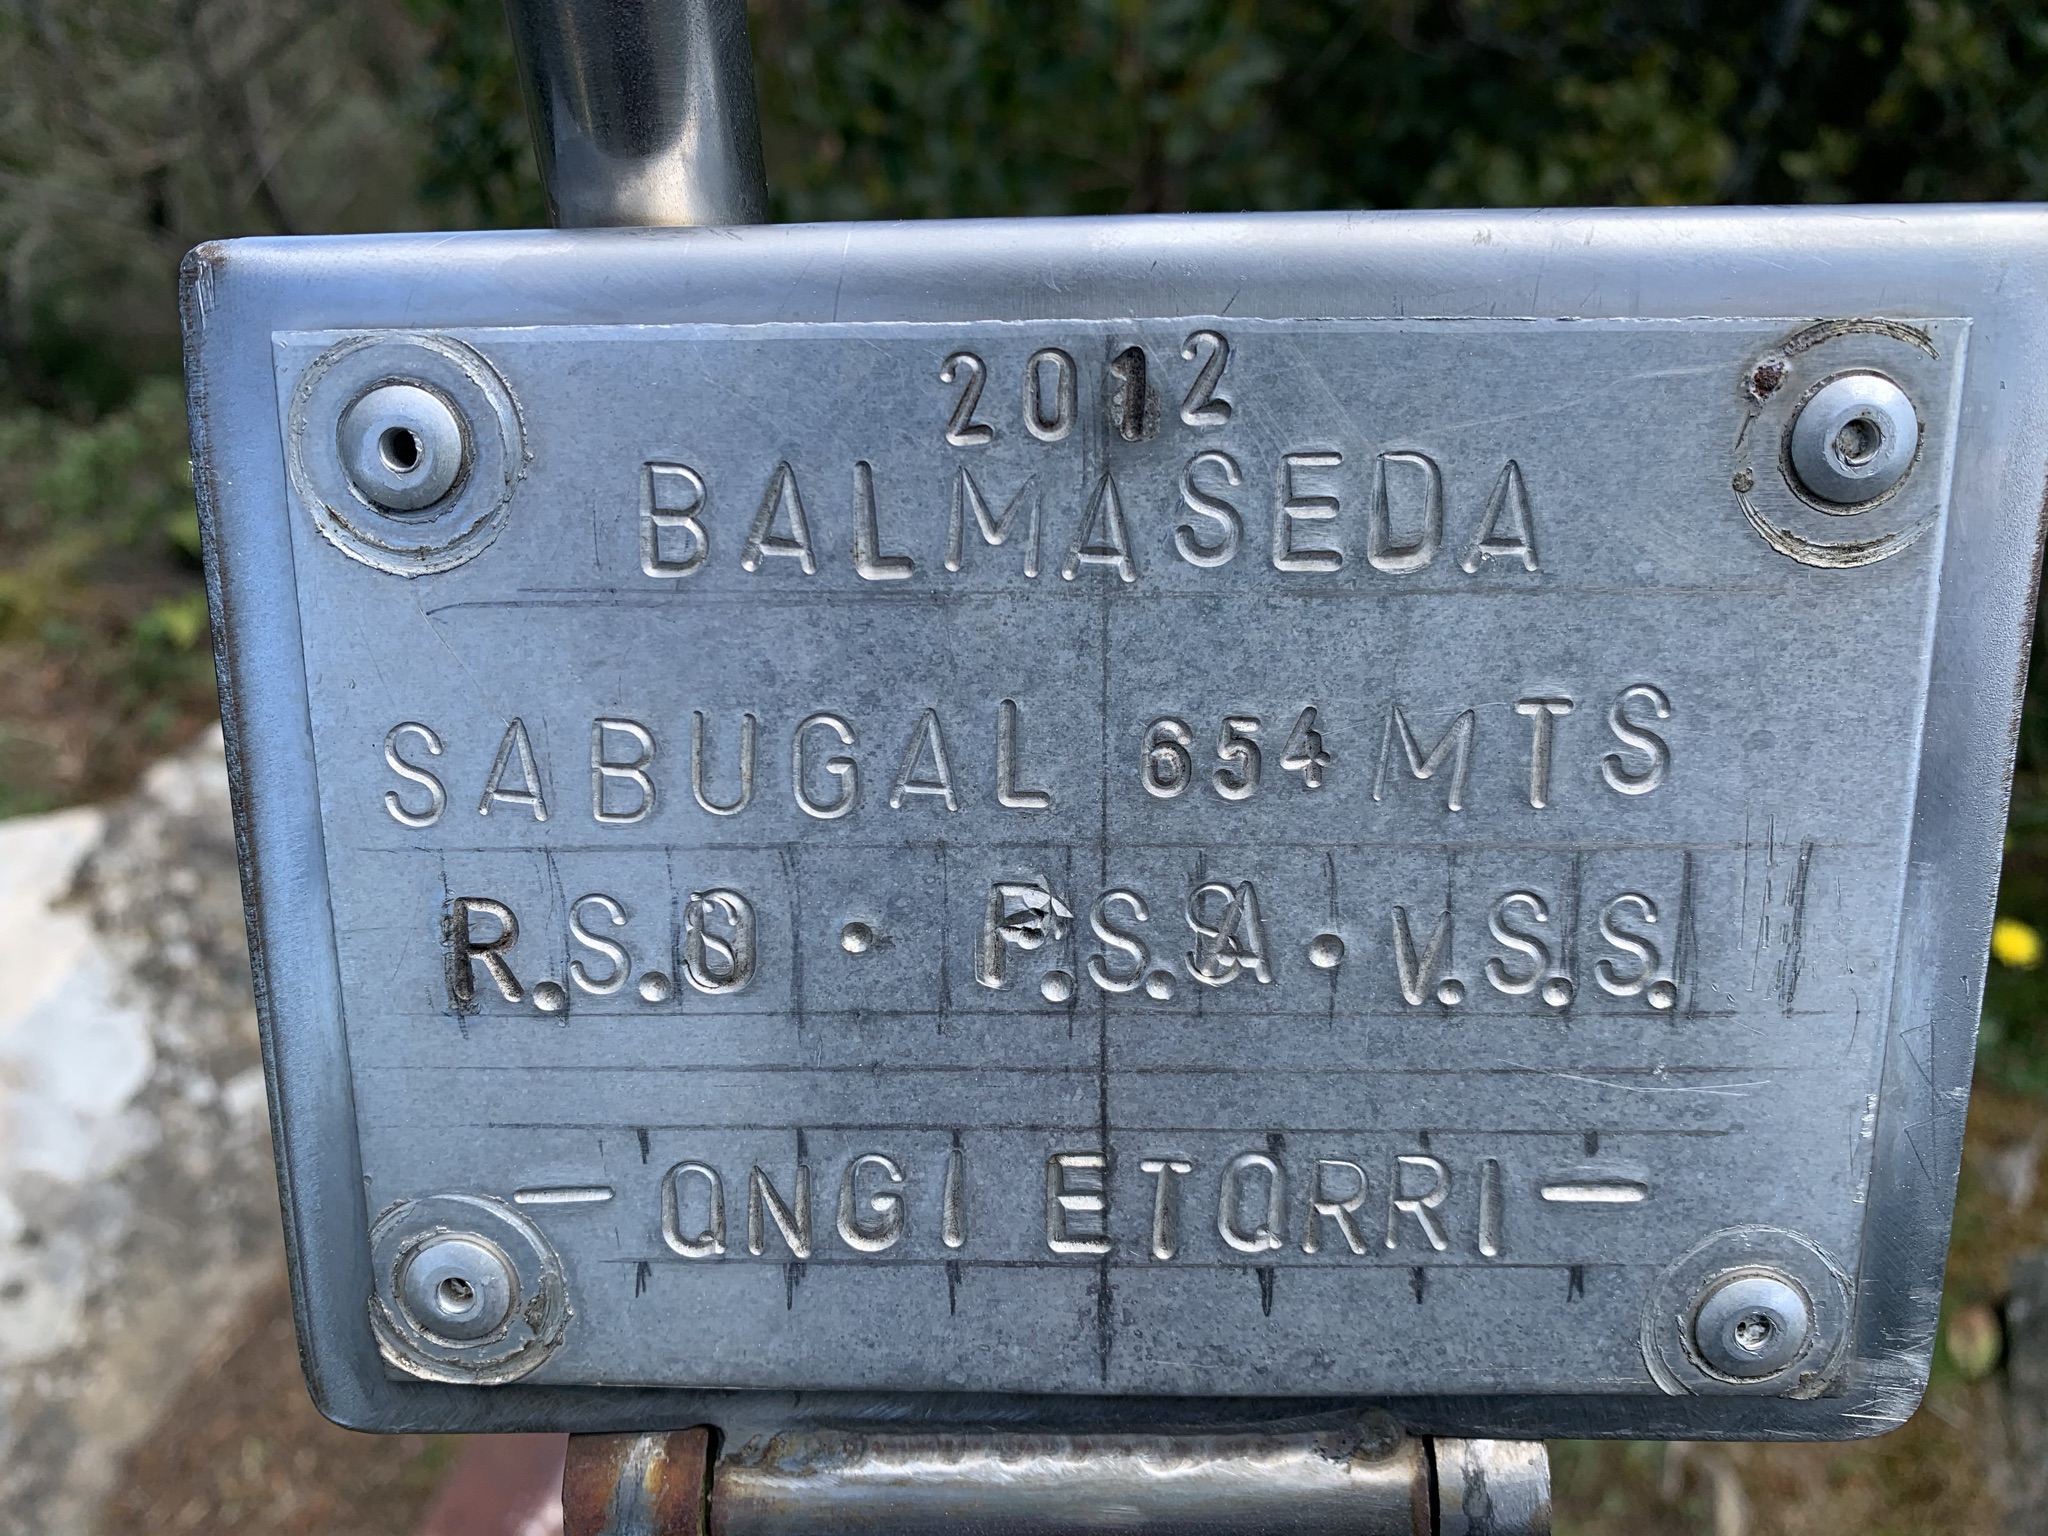 2012
BALMASEDA
SABUGAL 654 MTS
R.S. · .S. · V.S.S.
— ONGI ETORRI —